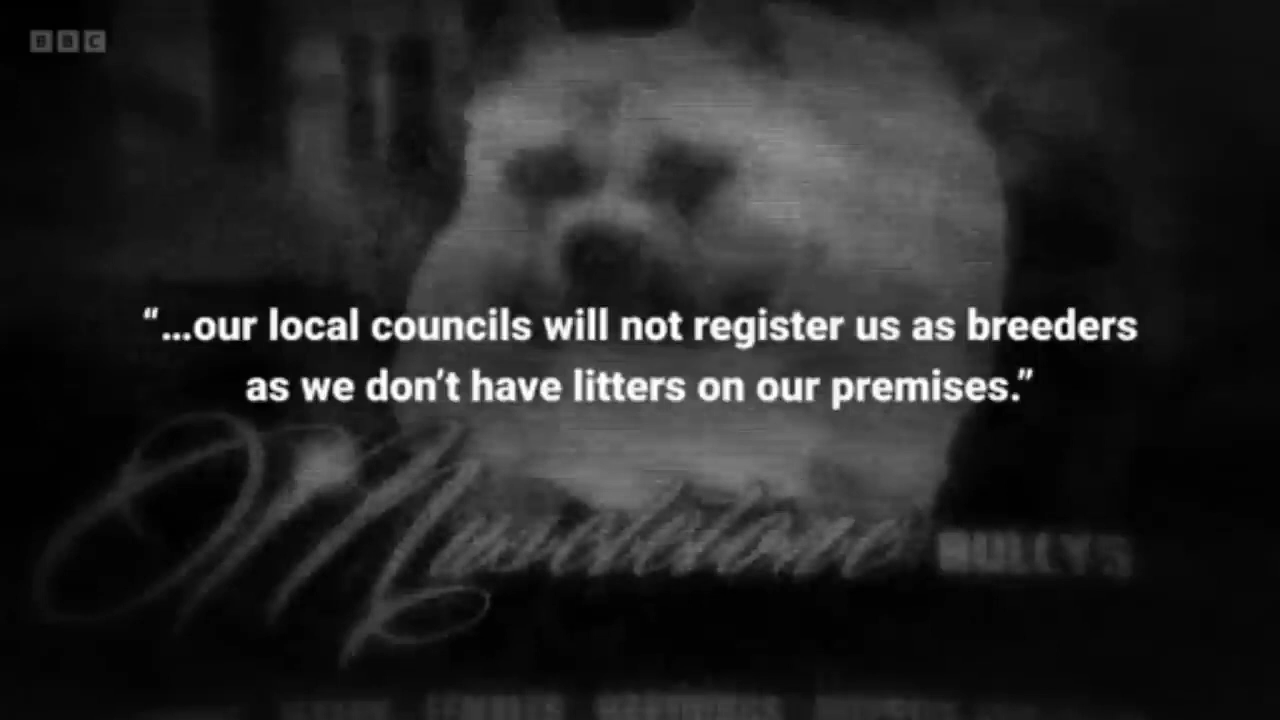 BBC
“...our local councils will not register us as breeders
as we don’t have litters on our premises.”
Muscletone BULLYS